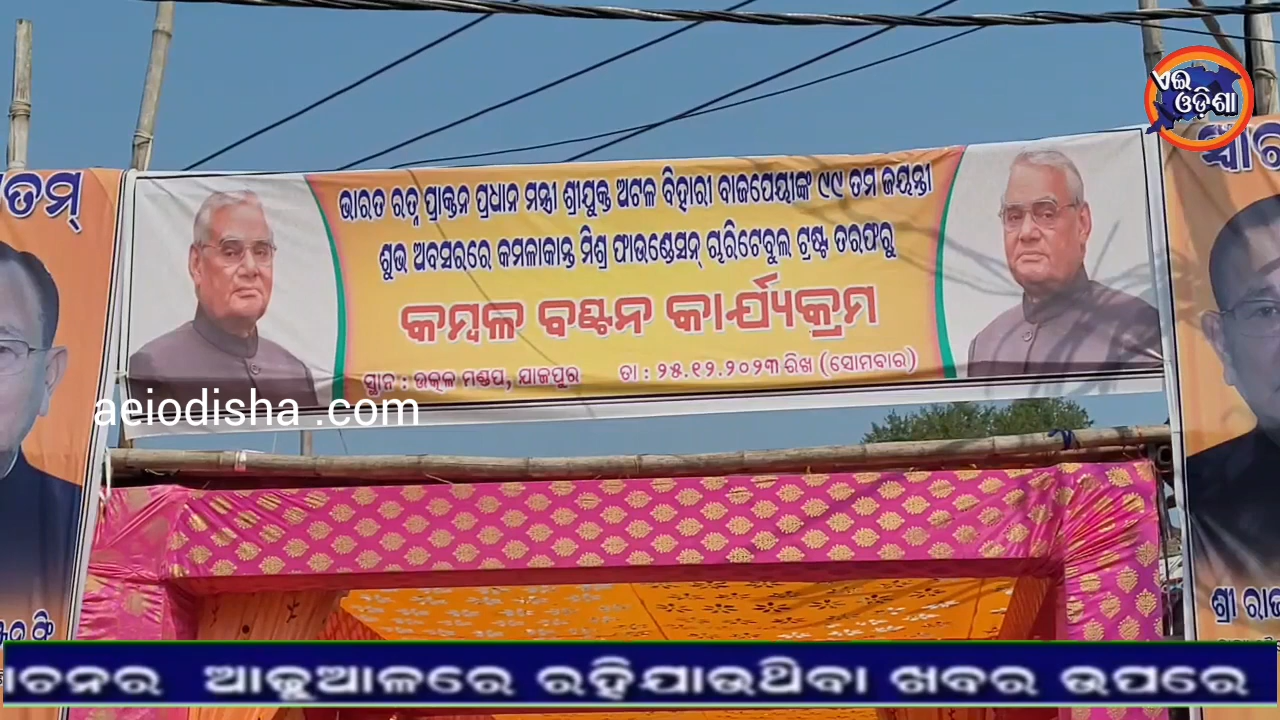 ଏଇ
ଓଡ଼ିଶା
ଭାରତ ରତ୍ନ ପ୍ରାକ୍ତନ ପ୍ରଧାନ ମନ୍ତ୍ରୀ ଶ୍ରୀଯୁକ୍ତ ଅଟଳ ବିହାରୀ ବାଜପେୟୀଙ୍କ ୯୯ ତମ ଜୟନ୍ତୀ
ଶୁଭ ଅବସରରେ କମଳାକାନ୍ତ ମିଶ୍ର ଫାଉଣ୍ଡେସନ୍ ଚାରିଟେବୁଲ ଟ୍ରଷ୍ଟ ତରଫରୁ
କମ୍ବଳ ବଣ୍ଟନ କାର୍ଯ୍ୟକ୍ରମ
ସ୍ଥାନ : ଉତ୍କଳ ମଣ୍ଡପ, ଯାଜପୁର ତା : ୨୫.୧୨.୨୦୨୩ ରିଖ (ସୋମବାର)
aeiodisha .com
ଶ୍ରୀ
ଆଢୁଆଳରେ ରହିଯାଉଥିବା ଖବର ଉପରେ